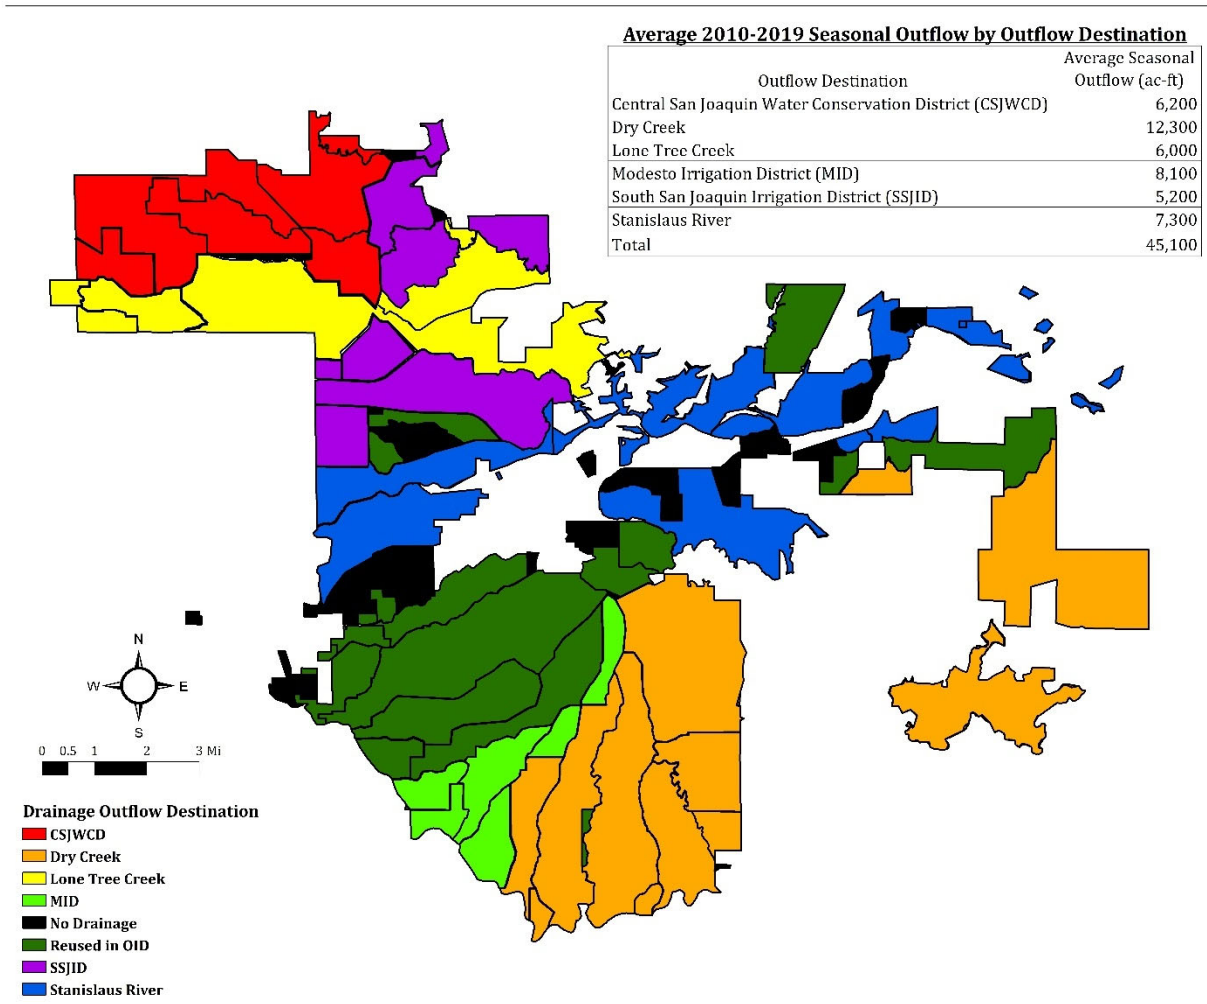 Average 2010-2019 Seasonal Outflow by Outflow Destination
Outflow Destination Average Seasonal Outflow (ac-ft)
Central San Joaquin Water Conservation District (CSJWCD) 6,200
Dry Creek 12,300
Lone Tree Creek 6,000
Modesto Irrigation District (MID) 8,100
South San Joaquin Irrigation District (SSJID) 5,200
Stanislaus River 7,300
Total 45,100
N
W E
S
0 0.5 1 2 3 Mi
Drainage Outflow Destination
CSJWCD
Dry Creek
Lone Tree Creek
MID
No Drainage
Reused in OID
SSJID
Stanislaus River